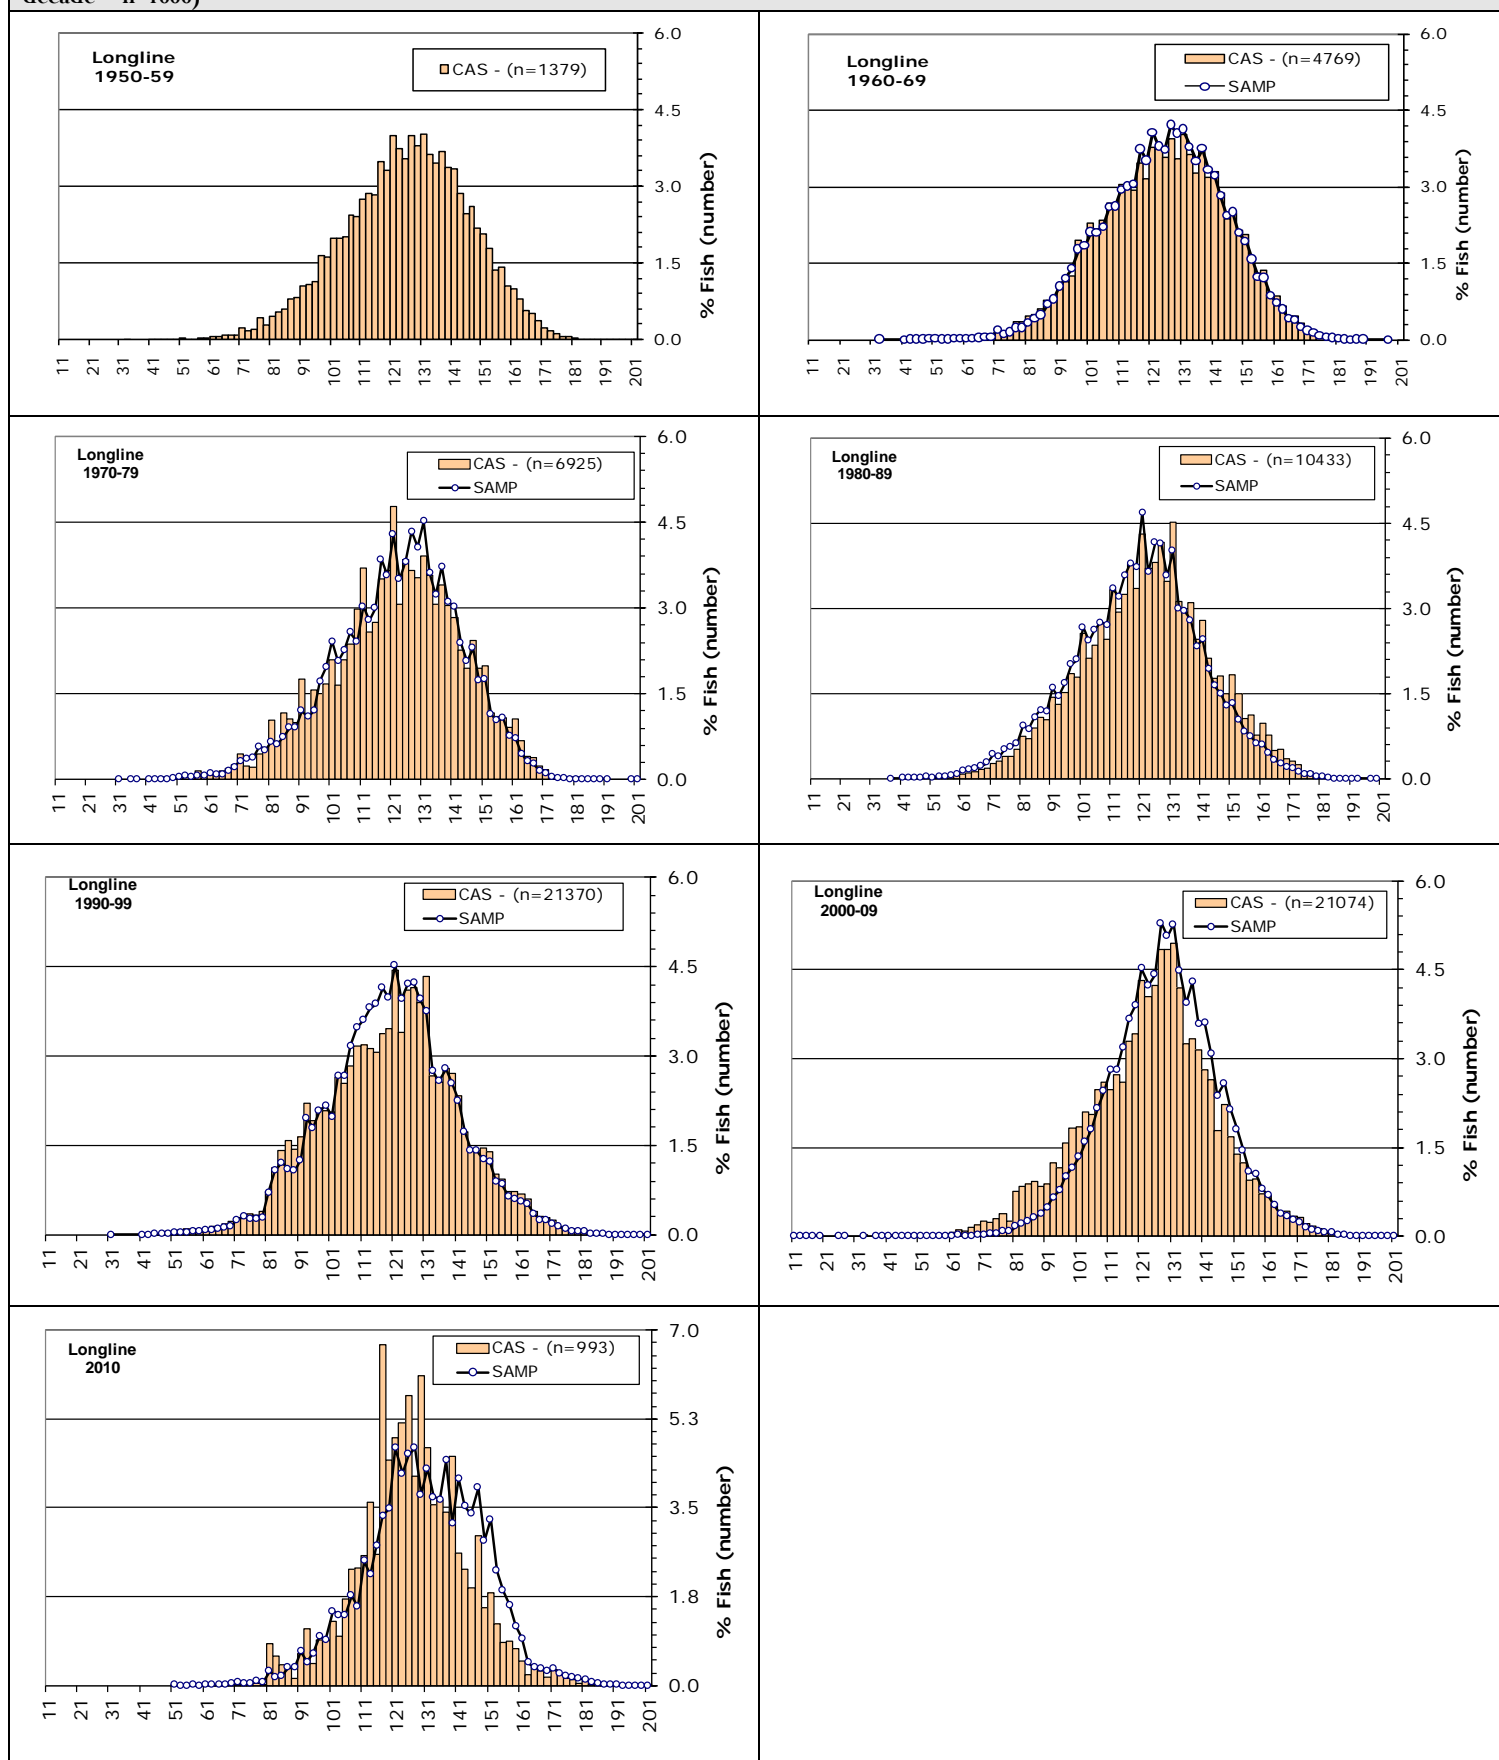 decade - n*1000)
Longline
1950-59
CAS - (n=1379)
6.0
4.5
3.0
1.5
0.0
% Fish (number)
11 21 31 41 51 61 71 81 91 101 111 121 131 141 151 161 171 181 191 201
Longline
1960-69
CAS - (n=4769)
SAMP
6.0
4.5
3.0
1.5
0.0
% Fish (number)
11 21 31 41 51 61 71 81 91 101 111 121 131 141 151 161 171 181 191 201
Longline
1970-79
CAS - (n=6925)
SAMP
6.0
4.5
3.0
1.5
0.0
% Fish (number)
11 21 31 41 51 61 71 81 91 101 111 121 131 141 151 161 171 181 191 201
Longline
1980-89
CAS - (n=10433)
SAMP
6.0
4.5
3.0
1.5
0.0
% Fish (number)
11 21 31 41 51 61 71 81 91 101 111 121 131 141 151 161 171 181 191 201
Longline
1990-99
CAS - (n=21370)
SAMP
6.0
4.5
3.0
1.5
0.0
% Fish (number)
11 21 31 41 51 61 71 81 91 101 111 121 131 141 151 161 171 181 191 201
Longline
2000-09
CAS - (n=21074)
SAMP
6.0
4.5
3.0
1.5
0.0
% Fish (number)
11 21 31 41 51 61 71 81 91 101 111 121 131 141 151 161 171 181 191 201
Longline
2010
CAS - (n=993)
SAMP
7.0
5.3
3.5
1.8
0.0
% Fish (number)
11 21 31 41 51 61 71 81 91 101 111 121 131 141 151 161 171 181 191 201